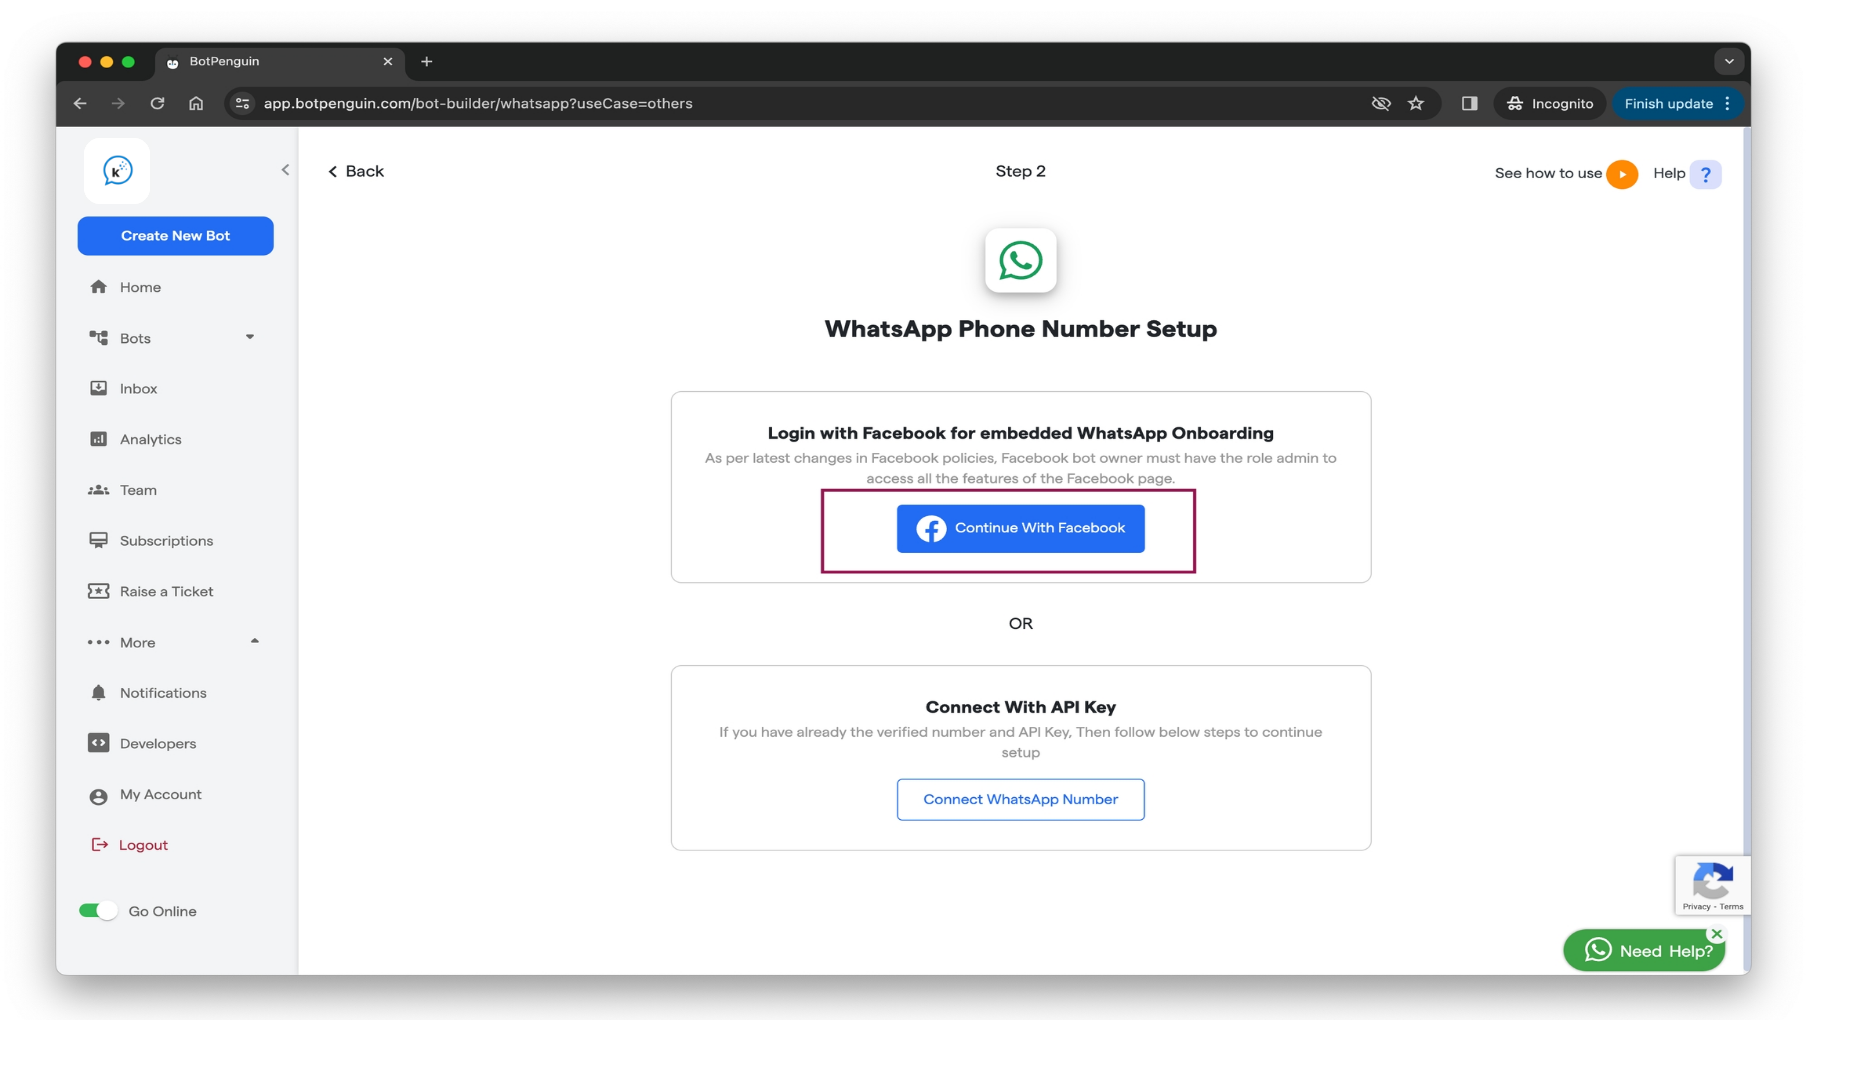 BotPenguin
app.botpenguin.com/bot-builder/whatsapp?useCase=others
Incognito
Finish update
K
Create New Bot
Home
Bots
Inbox
Analytics
Team
Subscriptions
Raise a Ticket
More
Notifications
Developers
My Account
Logout
Go Online
Back
Step 2
See how to use
Help ?
WhatsApp Phone Number Setup
Login with Facebook for embedded WhatsApp Onboarding
As per latest changes in Facebook policies, Facebook bot owner must have the role admin to
access all the features of the Facebook page.
Continue With Facebook
OR
Connect With API Key
If you have already the verified number and API Key, Then follow below steps to continue
setup
Connect WhatsApp Number
Privacy - Terms
Need Help?